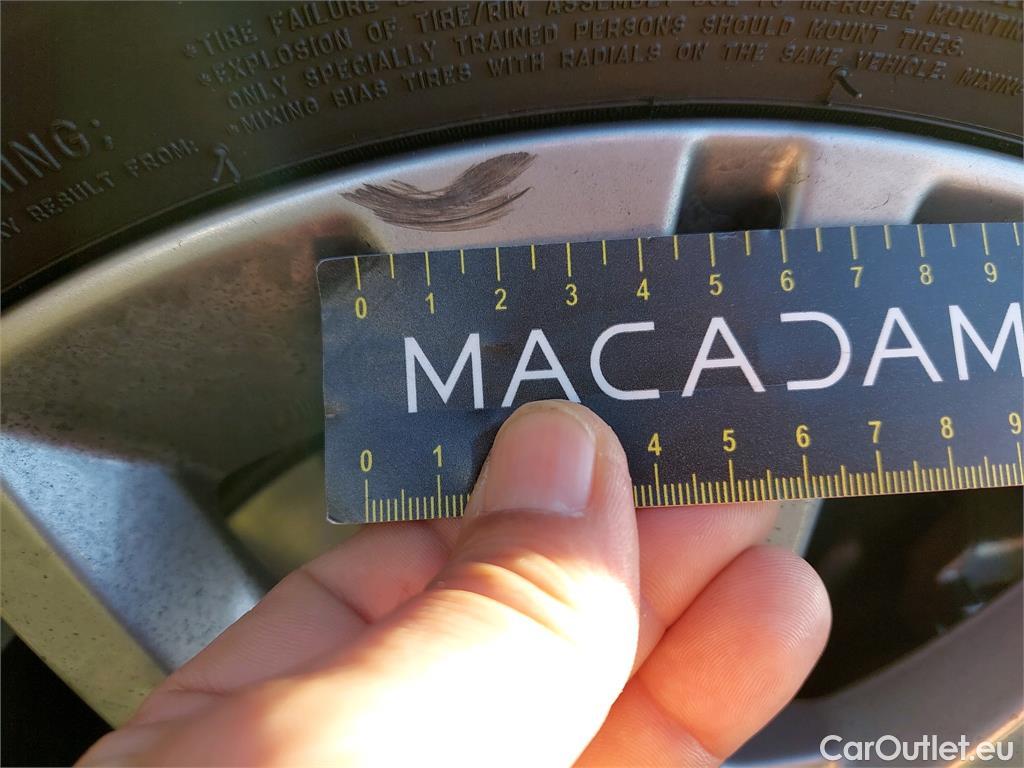 *TIRE FAILURE
*EXPLOSION OF TIRE/RIM ASSEMBLY DUE TO IMPROPER MOUNTING
ONLY SPECIALLY TRAINED PERSONS SHOULD MOUNT TIRES.
*MIXING BIAS TIRES WITH RADIALS ON THE SAME VEHICLE MIXING
NING:
RY RESULT FROM:
0 1 2 3 4 5 6 7 8 9
MACADAM
0 1 4 5 6 7 8 9
CarOutlet.eu